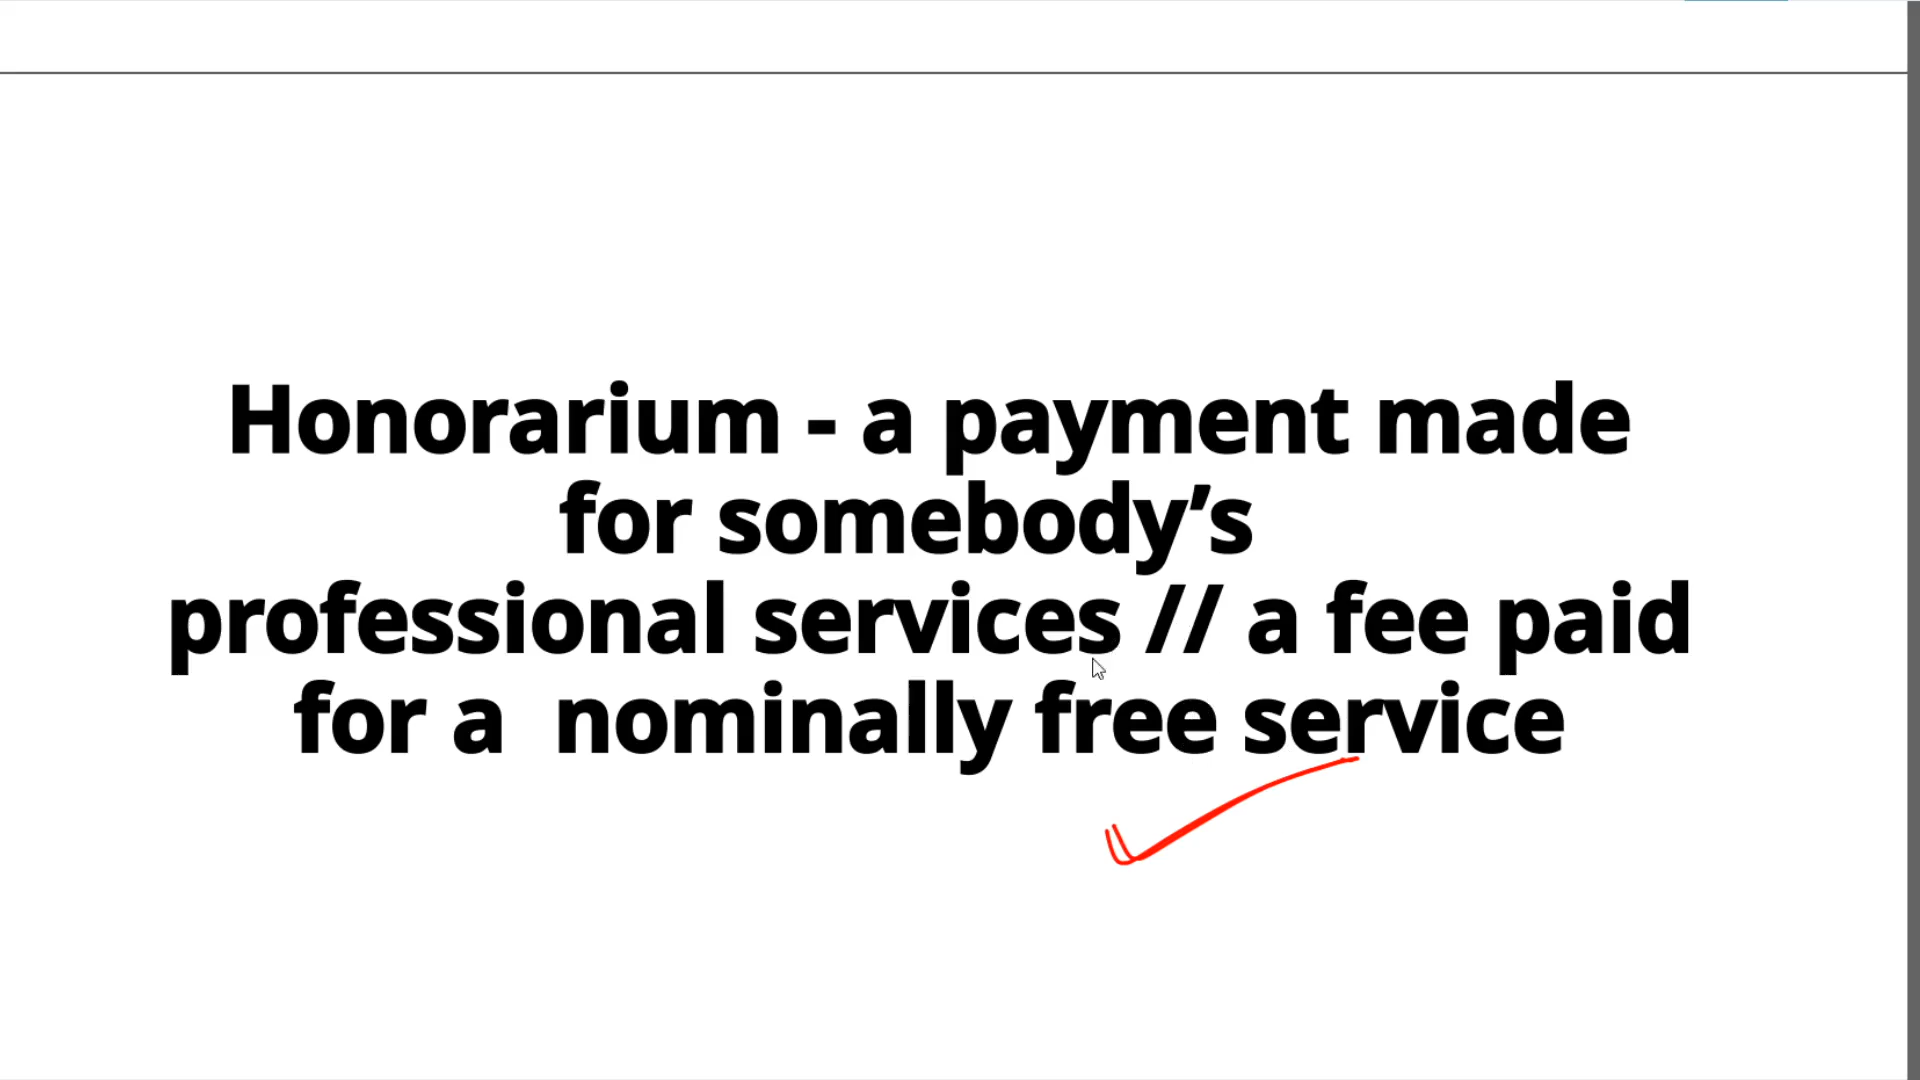 Honorarium - a payment made
for somebody’s
professional services // a fee paid
for a  nominally free service